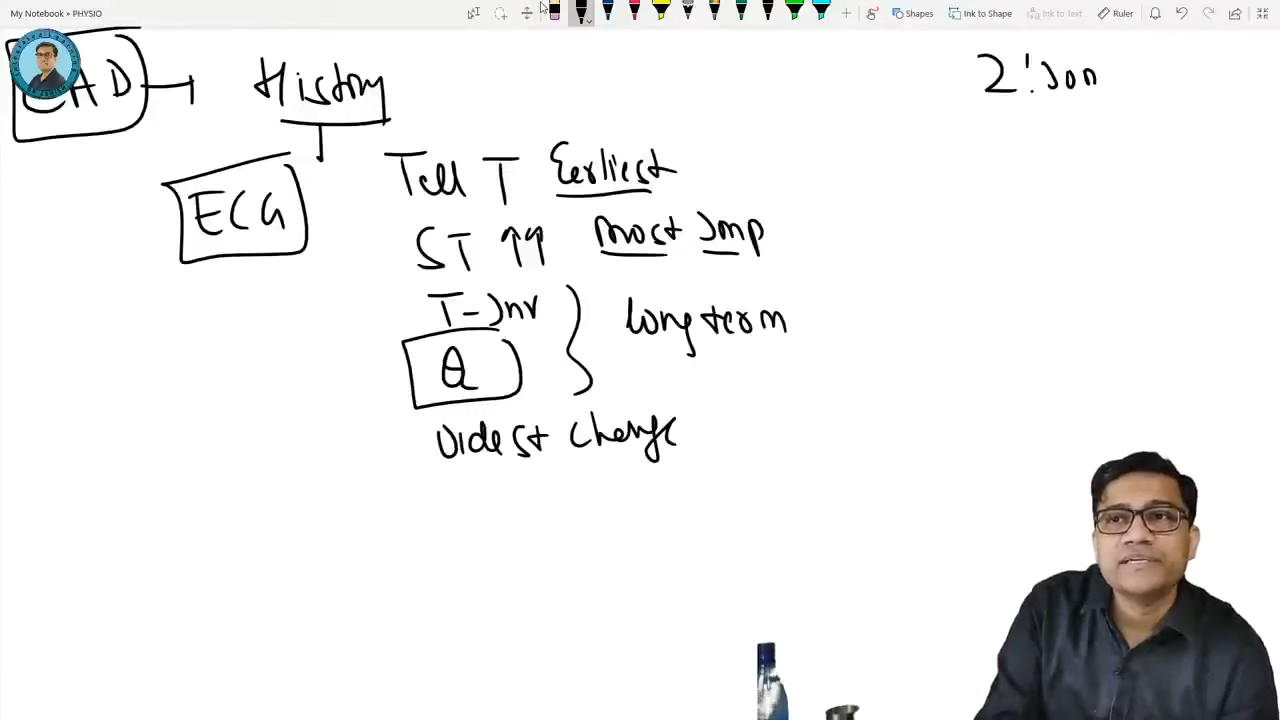 My Notebook » PHYSIO
Shapes
Ink to Shape
Ink to Text
Ruler
CAD
History
2
ECG
Tall T Earliest
ST ↑↑ most Imp
T-Inv
Q
long term
Oldest change